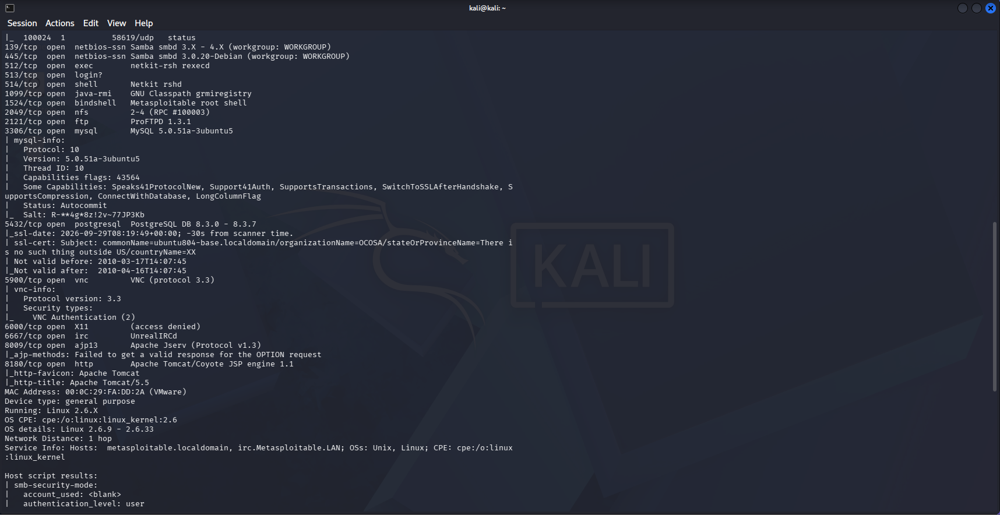 kali@kali: ~
Session Actions Edit View Help
|_  100024  1          58619/udp   status
139/tcp  open  netbios-ssn Samba smbd 3.X - 4.X (workgroup: WORKGROUP)
445/tcp  open  netbios-ssn Samba smbd 3.0.20-Debian (workgroup: WORKGROUP)
512/tcp  open  exec        netkit-rsh rexecd
513/tcp  open  login?
514/tcp  open  shell       Netkit rshd
1099/tcp open  java-rmi    GNU Classpath grmiregistry
1524/tcp open  bindshell   Metasploitable root shell
2049/tcp open  nfs         2-4 (RPC #100003)
2121/tcp open  ftp         ProFTPD 1.3.1
3306/tcp open  mysql       MySQL 5.0.51a-3ubuntu5
| mysql-info:
|   Protocol: 10
|   Version: 5.0.51a-3ubuntu5
|   Thread ID: 10
|   Capabilities flags: 43564
|   Some Capabilities: Speaks41ProtocolNew, Support41Auth, SupportsTransactions, SwitchToSSLAfterHandshake, S
upportsCompression, ConnectWithDatabase, LongColumnFlag
|   Status: Autocommit
|_  Salt: R-**4g*8z!2v~77JP3Kb
5432/tcp open  postgresql  PostgreSQL DB 8.3.0 - 8.3.7
|_ssl-date: 2026-09-29T08:19:49+00:00; -30s from scanner time.
| ssl-cert: Subject: commonName=ubuntu804-base.localdomain/organizationName=OCOSA/stateOrProvinceName=There i
s no such thing outside US/countryName=XX
| Not valid before: 2010-03-17T14:07:45
|_Not valid after:  2010-04-16T14:07:45
5900/tcp open  vnc         VNC (protocol 3.3)
| vnc-info:
|   Protocol version: 3.3
|   Security types:
|_    VNC Authentication (2)
6000/tcp open  X11         (access denied)
6667/tcp open  irc         UnrealIRCd
8009/tcp open  ajp13       Apache Jserv (Protocol v1.3)
|_ajp-methods: Failed to get a valid response for the OPTION request
8180/tcp open  http        Apache Tomcat/Coyote JSP engine 1.1
|_http-favicon: Apache Tomcat
|_http-title: Apache Tomcat/5.5
MAC Address: 00:0C:29:FA:DD:2A (VMware)
Device type: general purpose
Running: Linux 2.6.X
OS CPE: cpe:/o:linux:linux_kernel:2.6
OS details: Linux 2.6.9 - 2.6.33
Network Distance: 1 hop
Service Info: Hosts:  metasploitable.localdomain, irc.Metasploitable.LAN; OSs: Unix, Linux; CPE: cpe:/o:linux
:linux_kernel
Host script results:
| smb-security-mode:
|   account_used: <blank>
|   authentication_level: user
KALI